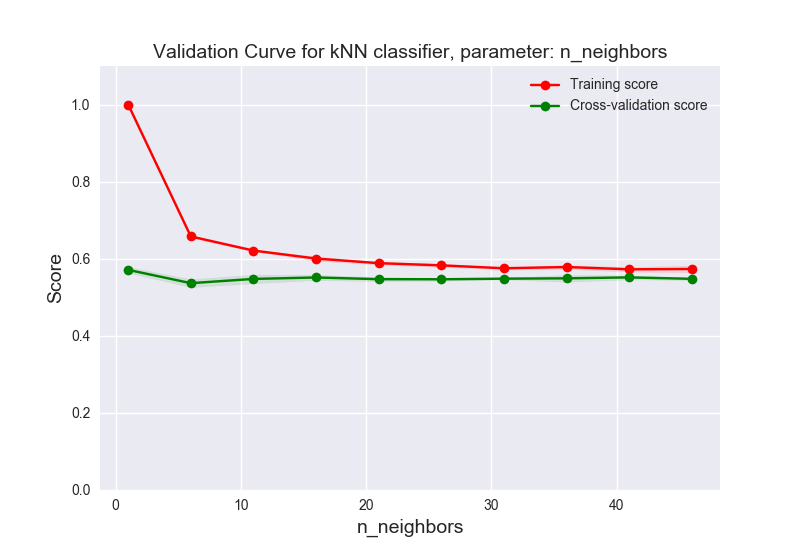 Validation Curve for kNN classifier, parameter: n_neighbors
Training score
Cross-validation score
1.0
0.8
0.6
0.4
0.2
0.0
Score
0 10 20 30 40
n_neighbors